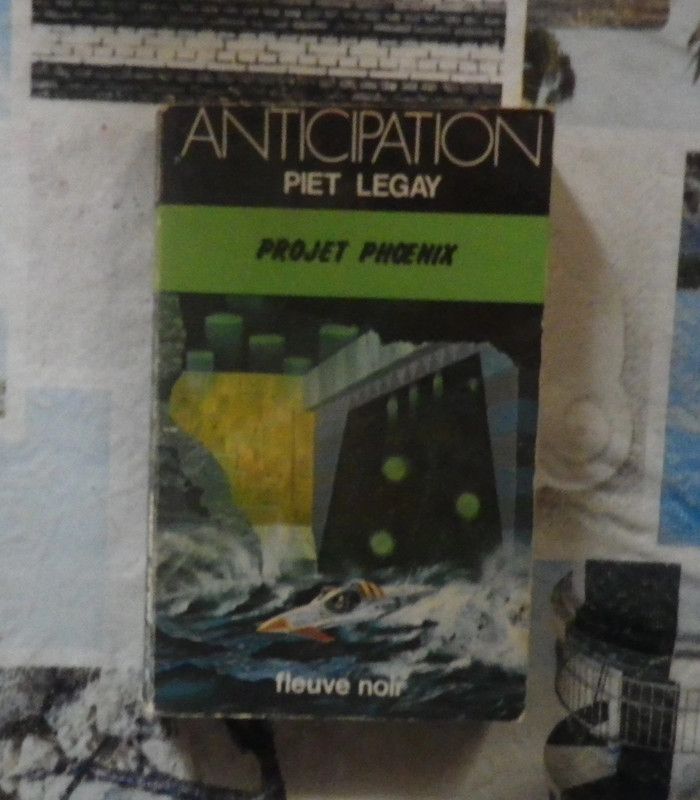 ANTICIPATION
PIET LEGAY
PROJET PHŒNIX
fleuve noir